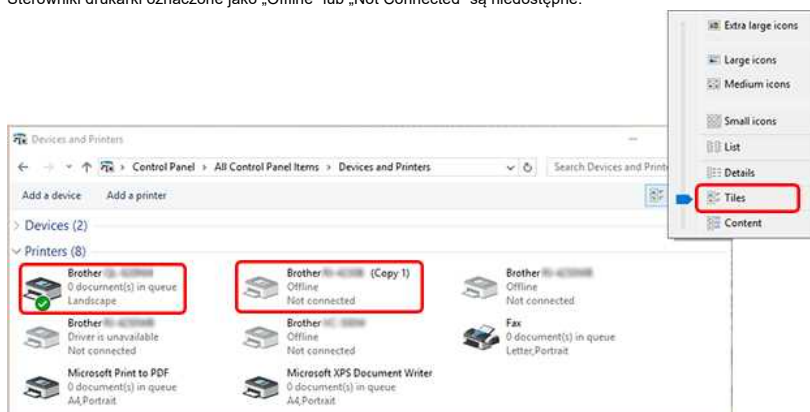 Sterowniki drukarki oznaczone jako „Offline" lub „Not Connected" są niedostępne.
Extra large icons
Large icons
Medium icons
Small icons
List
Details
Tiles
Content
Devices and Printers
Control Panel > All Control Panel Items > Devices and Printers
Search Devices and Printe
Add a device Add a printer
Devices (2)
Printers (8)
Brother
0 document(s) in queue
Landscape
Brother (Copy 1)
Offline
Not connected
Brother
Offline
Not connected
Brother
Driver is unavailable
Not connected
Brother
Offline
Not connected
Fax
0 document(s) in queue
Letter,Portrait
Microsoft Print to PDF
0 document(s) in queue
A4,Portrait
Microsoft XPS Document Writer
0 document(s) in queue
A4,Portrait